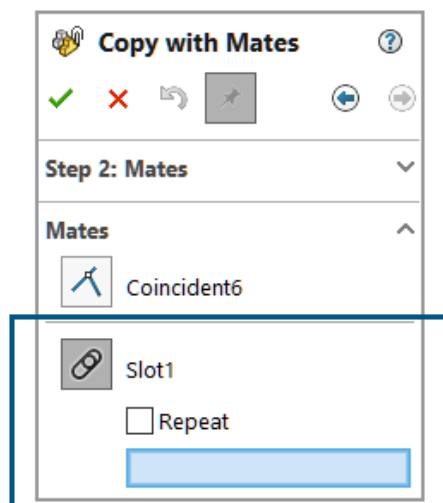 Copy with Mates
?
Step 2: Mates
Mates
Coincident6
Slot1
Repeat